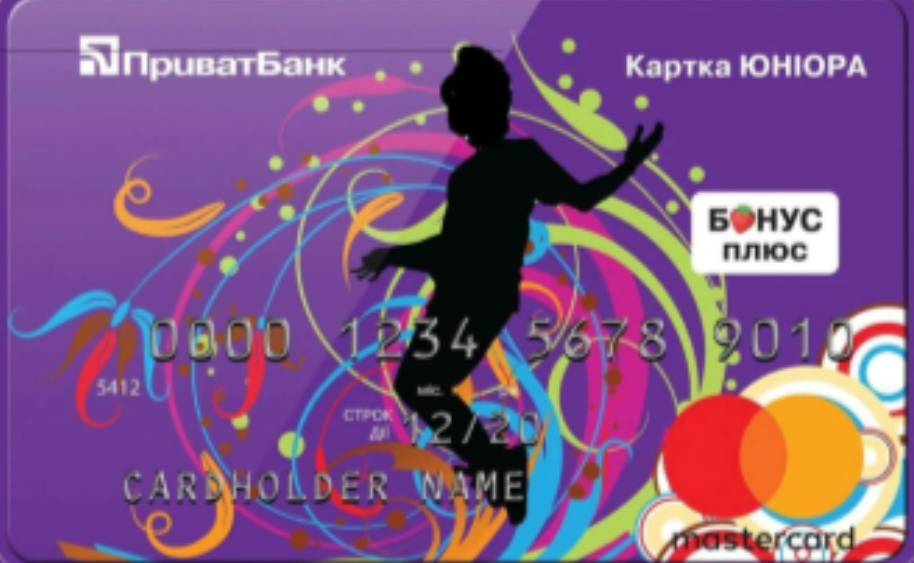 ПриватБанк
Картка ЮНІОРА
БОНУС
ПЛЮС
0000 1234 5678 9010
5412
міс.
СТРОК
ДІЇ
12/20
CARDHOLDER NAME
mastercard